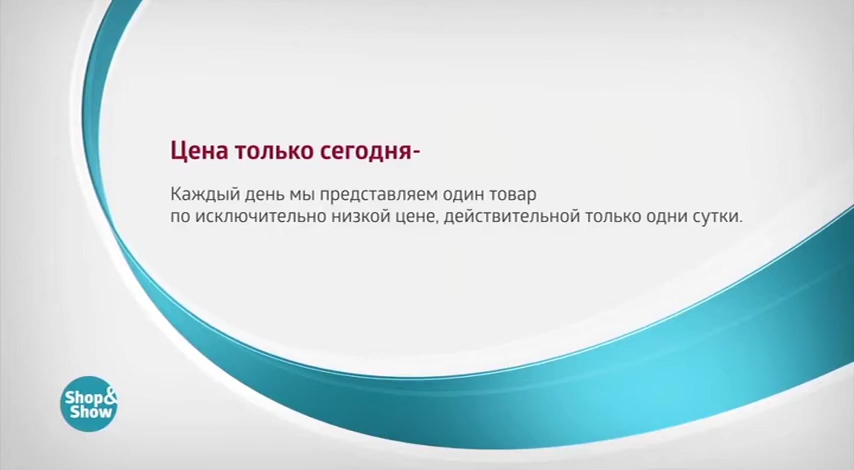 Цена только сегодня-
Каждый день мы представляем один товар
по исключительно низкой цене, действительной только одни сутки.
Shop&
Show